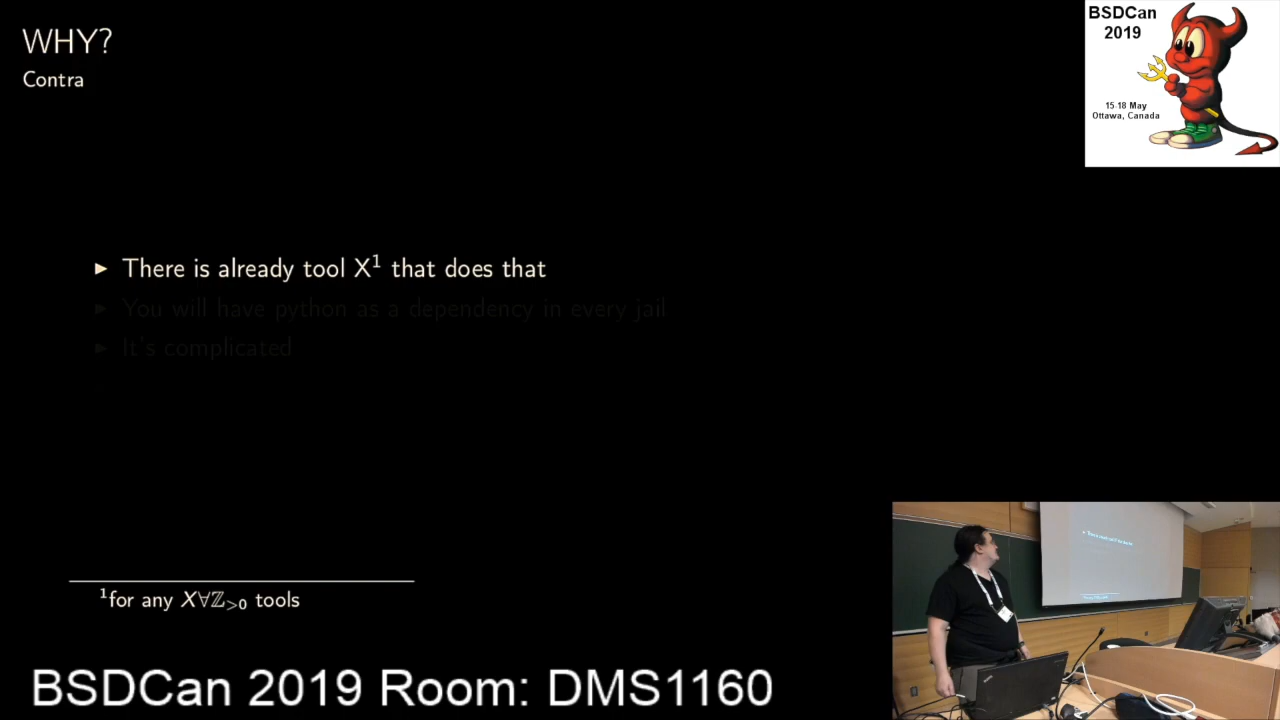 WHY?
Contra
BSDCan
2019
15-18 May
Ottawa, Canada
▶ There is already tool X¹ that does that
▶ You will have python as a dependency in every jail
▶ It's complicated
¹for any X∀ℤ>0 tools
BSDCan 2019 Room: DMS1160